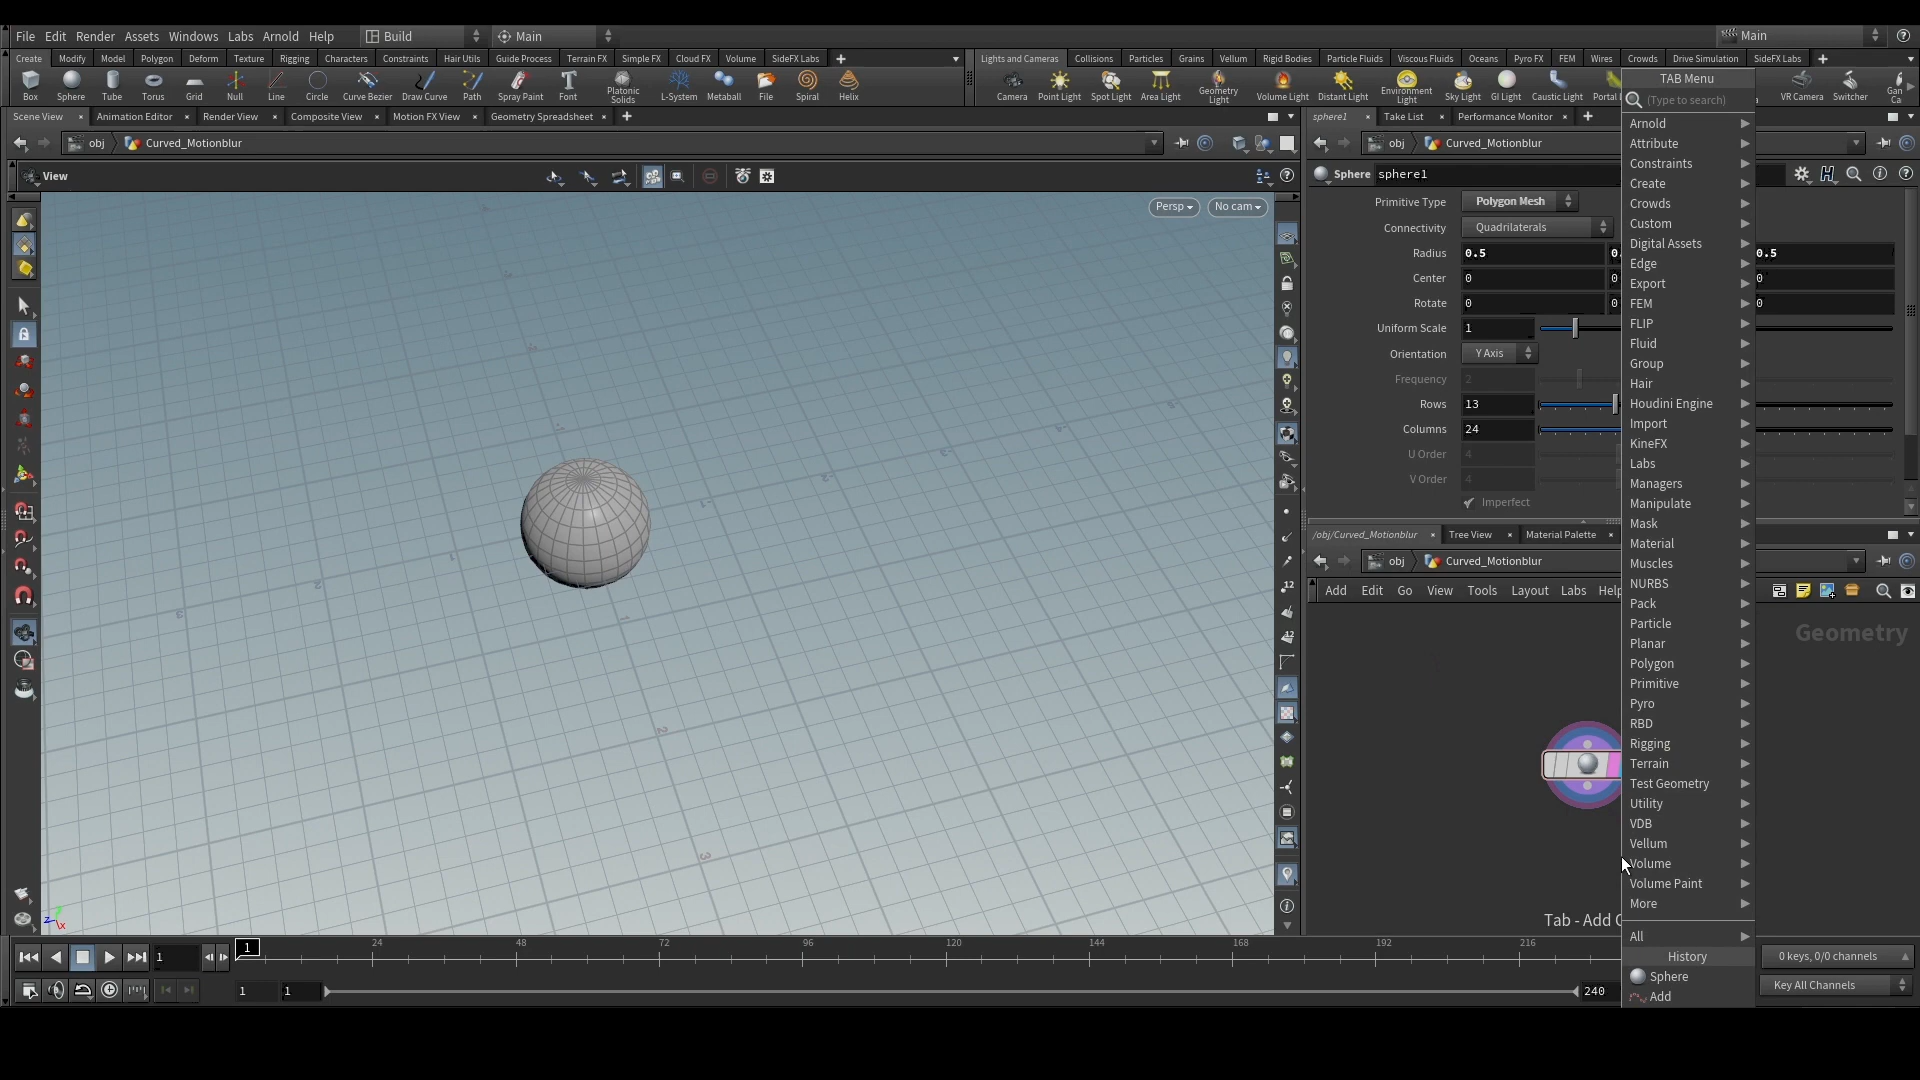 File Edit Render Assets Windows Labs Arnold Help Build Main Main
Create Modify Model Polygon Deform Texture Rigging Characters Constraints Hair Utils Guide Process Terrain FX Simple FX Cloud FX Volume SideFX Labs
Lights and Cameras Collisions Particles Grains Vellum Rigid Bodies Particle Fluids Viscous Fluids Oceans Pyro FX FEM Wires Crowds Drive Simulation SideFX Labs
Box Sphere Tube Torus Grid Null Line Circle Curve Bezier Draw Curve Path Spray Paint Font Platonic Solids L-System Metaball File Spiral Helix
Camera Point Light Spot Light Area Light Geometry Light Volume Light Distant Light Environment Light Sky Light GI Light Caustic Light Portal VR Camera Switcher
Scene View Animation Editor Render View Composite View Motion FX View Geometry Spreadsheet
sphere1 Take List Performance Monitor
obj Curved_Motionblur
obj Curved_Motionblur
View
Persp No cam
Sphere sphere1
Primitive Type Polygon Mesh
Connectivity Quadrilaterals
Radius 0.5 0.5
Center 0 0 0
Rotate 0 0 0
Uniform Scale 1
Orientation Y Axis
Frequency 2
Rows 13
Columns 24
U Order 4
V Order 4
Imperfect
/obj/Curved_Motionblur Tree View Material Palette
obj Curved_Motionblur
Add Edit Go View Tools Layout Labs Help
Geometry
Tab - Add
TAB Menu
(Type to search)
Arnold
Attribute
Constraints
Create
Crowds
Custom
Digital Assets
Edge
Export
FEM
FLIP
Fluid
Group
Hair
Houdini Engine
Import
KineFX
Labs
Managers
Manipulate
Mask
Material
Muscles
NURBS
Pack
Particle
Planar
Polygon
Primitive
Pyro
RBD
Rigging
Terrain
Test Geometry
Utility
VDB
Vellum
Volume
Volume Paint
More
All
History
Sphere
Add
1 1 24 48 72 96 120 144 168 192 216
0 keys, 0/0 channels
1 1 240
Key All Channels